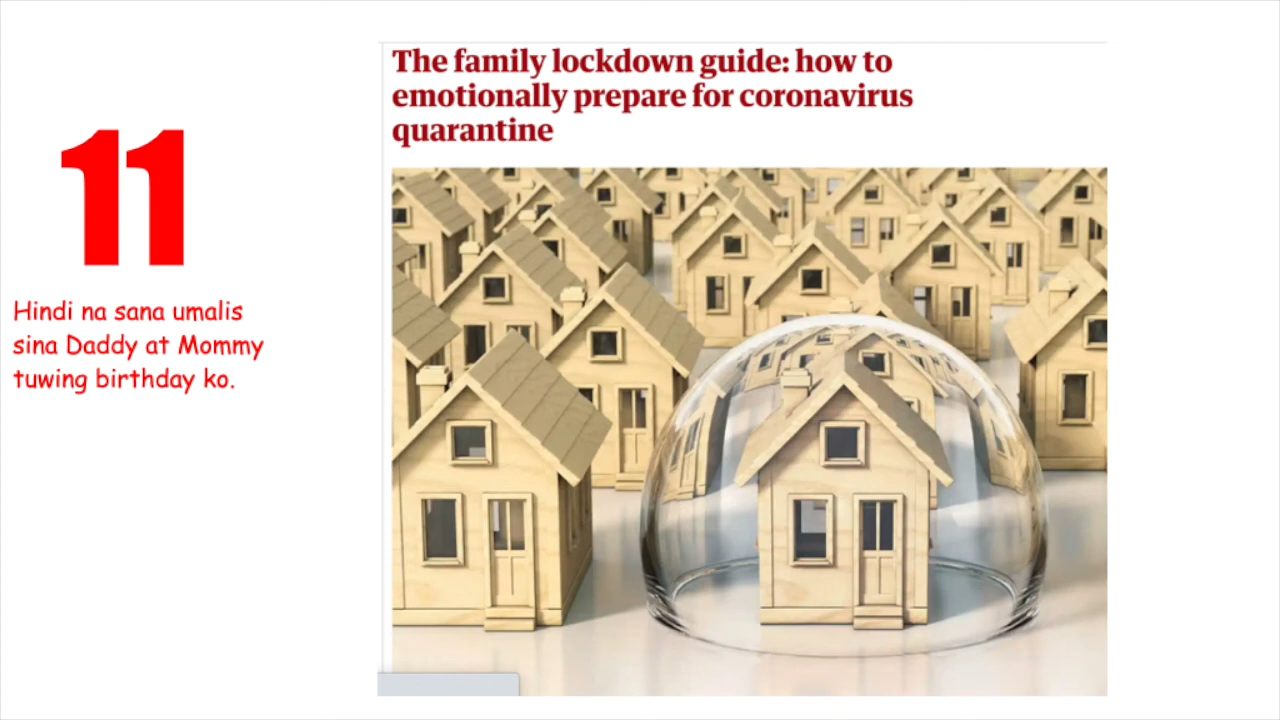 11
Hindi na sana umalis
sina Daddy at Mommy
tuwing birthday ko.
The family lockdown guide: how to
emotionally prepare for coronavirus
quarantine